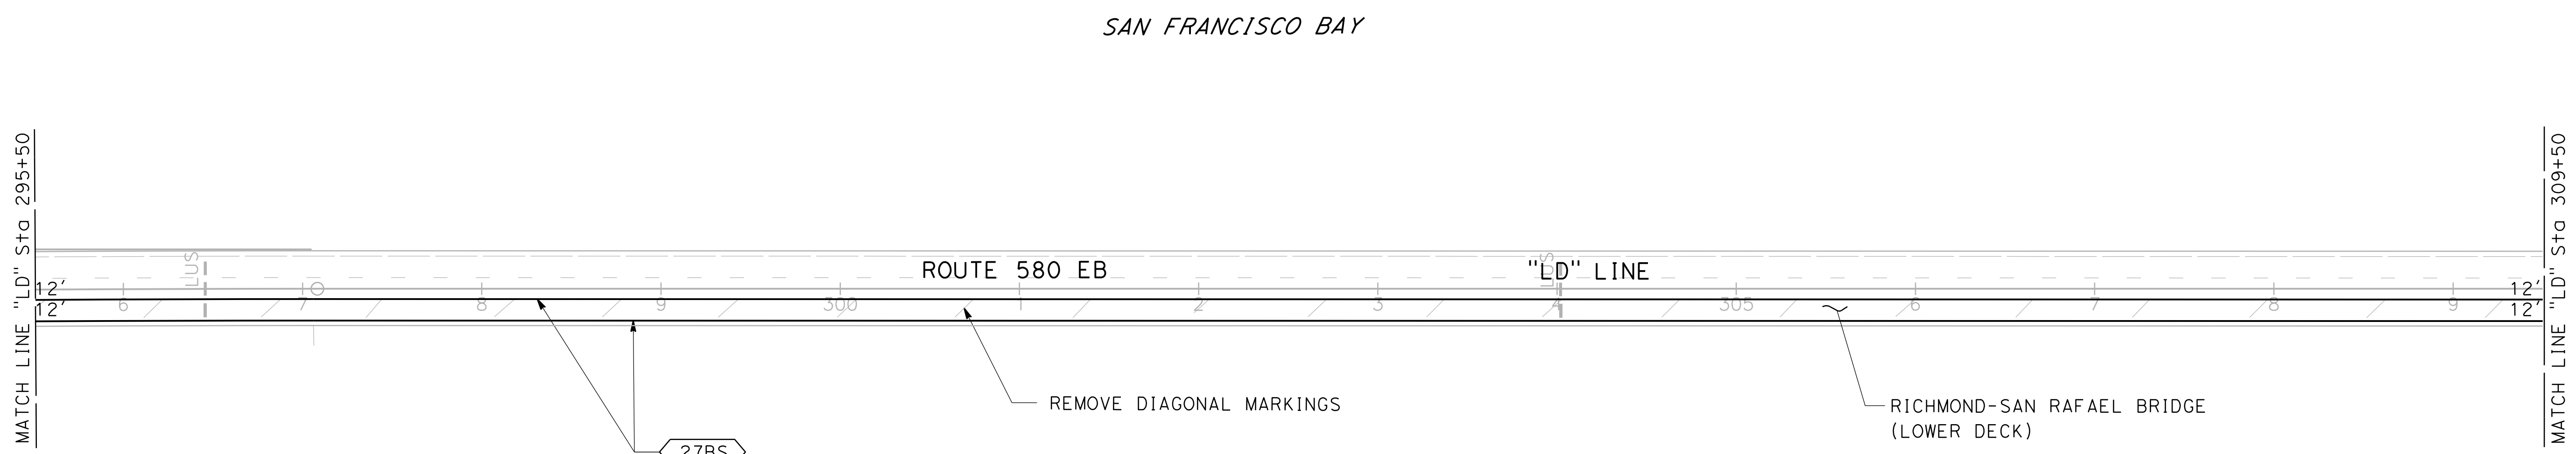 SAN FRANCISCO BAY
MATCH LINE "LD" Sta 295+50
MATCH LINE "LD" Sta 309+50
LUS
ROUTE 580 EB
LUS
"LD" LINE
12'
12'
12'
12'
6
7
8
9
300
1
2
3
4
305
6
7
8
9
REMOVE DIAGONAL MARKINGS
RICHMOND-SAN RAFAEL BRIDGE
(LOWER DECK)